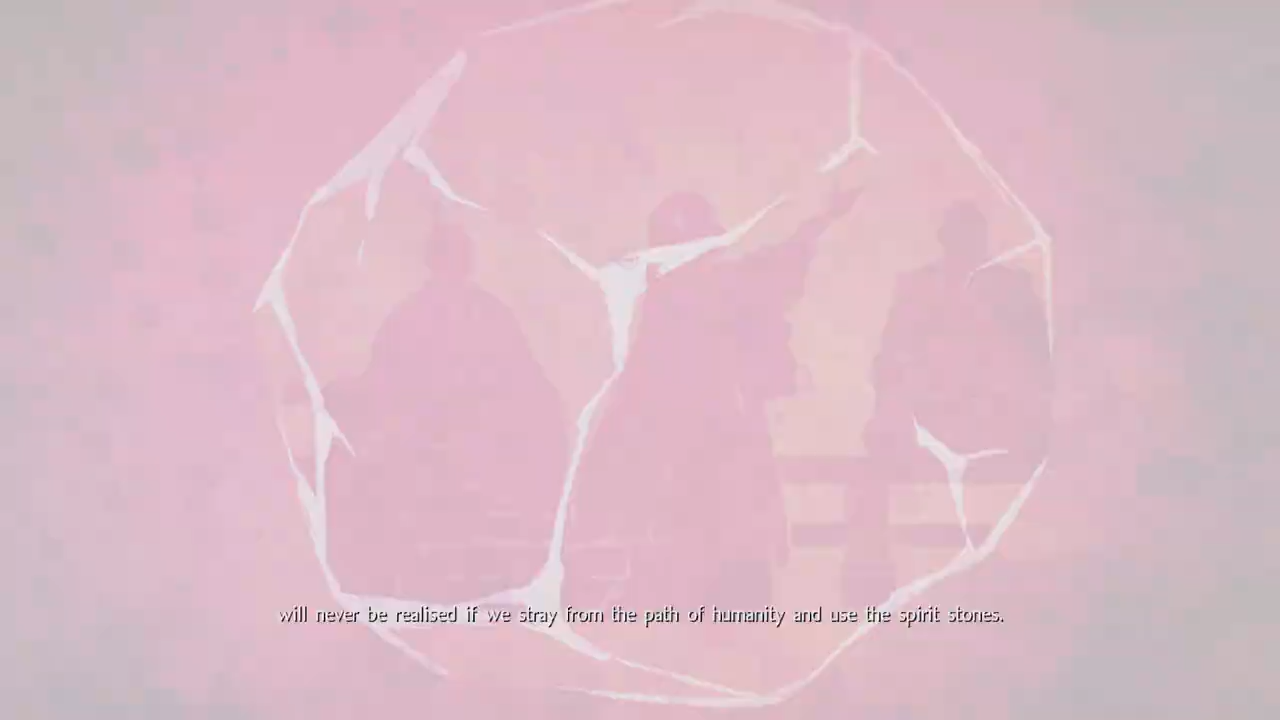 will never be realised if we stray from the path of humanity and use the spirit stones.